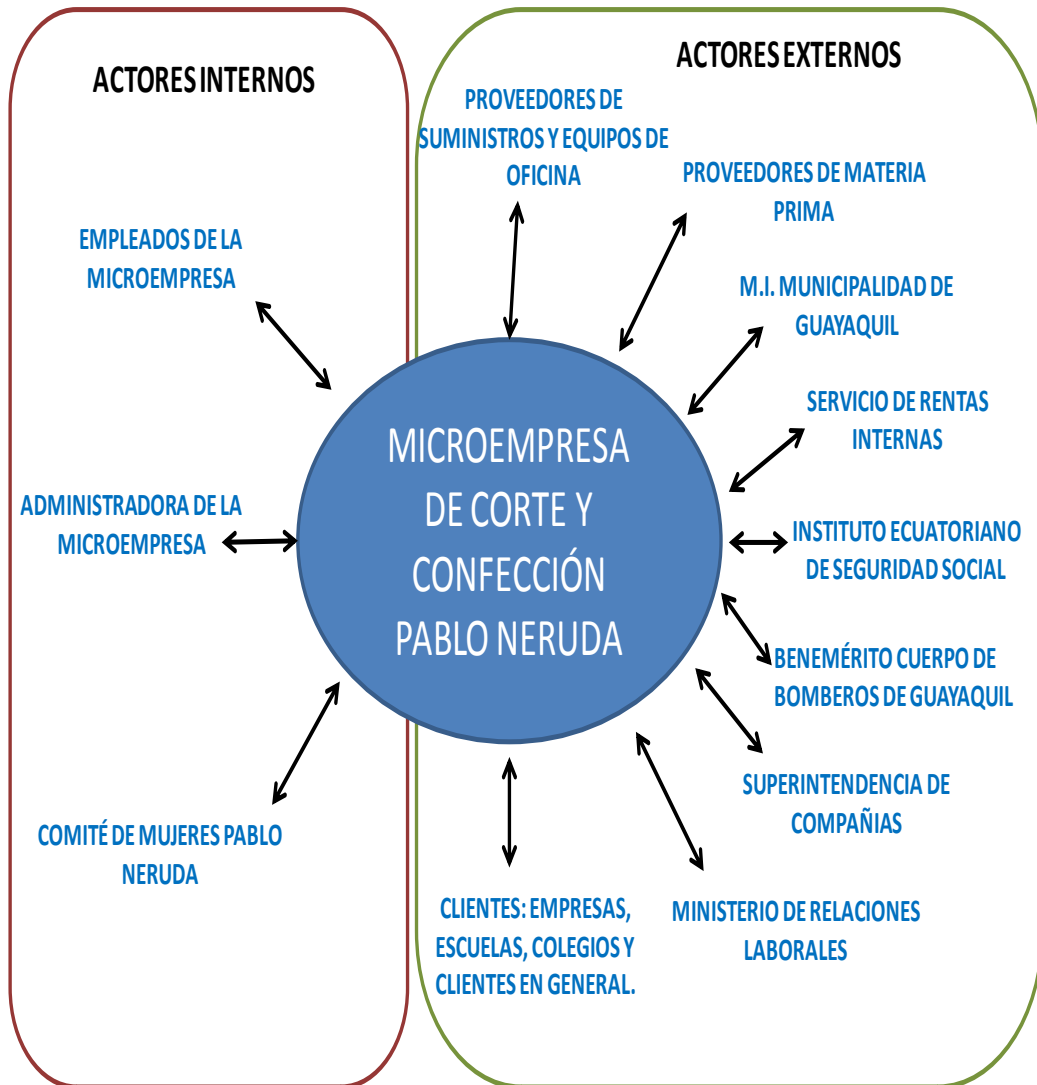 ACTORES INTERNOS
EMPLEADOS DE LA
MICROEMPRESA
ADMINISTRADORA DE LA
MICROEMPRESA
COMITÉ DE MUJERES PABLO
NERUDA
MICROEMPRESA
DE CORTE Y
CONFECCIÓN
PABLO NERUDA
ACTORES EXTERNOS
PROVEEDORES DE
SUMINISTROS Y EQUIPOS DE
OFICINA
PROVEEDORES DE MATERIA
PRIMA
M.I. MUNICIPALIDAD DE
GUAYAQUIL
SERVICIO DE RENTAS
INTERNAS
INSTITUTO ECUATORIANO
DE SEGURIDAD SOCIAL
BENEMÉRITO CUERPO DE
BOMBEROS DE GUAYAQUIL
SUPERINTENDENCIA DE
COMPAÑIAS
MINISTERIO DE RELACIONES
LABORALES
CLIENTES: EMPRESAS,
ESCUELAS, COLEGIOS Y
CLIENTES EN GENERAL.